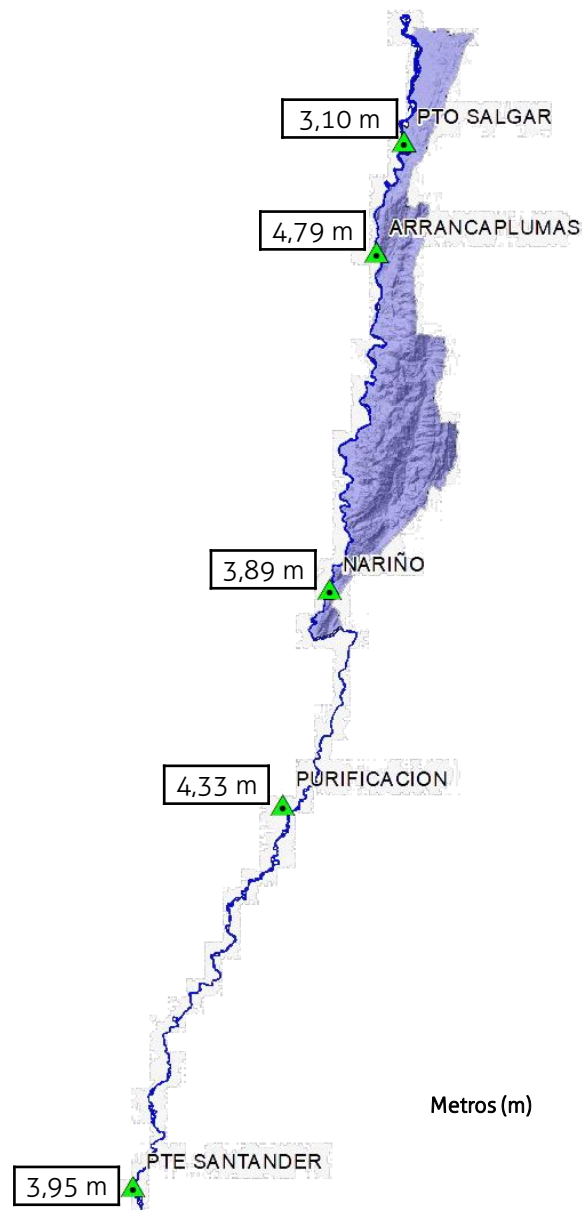 3,10 m
PTO SALGAR
4,79 m
ARRANCAPLUMAS
3,89 m
NARIÑO
4,33 m
PURIFICACION
Metros (m)
3,95 m
PTE SANTANDER